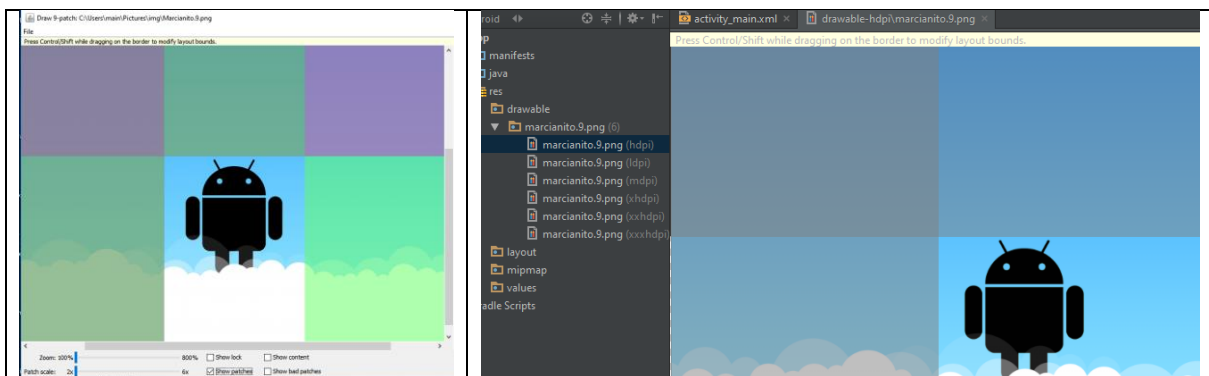 Draw 9-patch: C:\Users\main\Pictures\img\Marcianito.9.png
File
Press Control/Shift while dragging on the border to modify layout bounds.
Zoom: 100% 800% Show lock Show content
Patch scale: 2x 6x Show patches Show bad patches
roid
activity_main.xml × drawable-hdpi\marcianito.9.png ×
Press Control/Shift while dragging on the border to modify layout bounds.
pp
manifests
java
res
drawable
marcianito.9.png (6)
marcianito.9.png (hdpi)
marcianito.9.png (ldpi)
marcianito.9.png (mdpi)
marcianito.9.png (xhdpi)
marcianito.9.png (xxhdpi)
marcianito.9.png (xxxhdpi)
layout
mipmap
values
radle Scripts